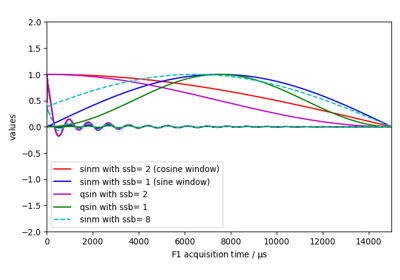 2.0
1.5
1.0
0.5
0.0
−0.5
−1.0
−1.5
−2.0
values
sinm with ssb= 2 (cosine window)
sinm with ssb= 1 (sine window)
qsin with ssb= 2
qsin with ssb= 1
sinm with ssb= 8
0 2000 4000 6000 8000 10000 12000 14000
F1 acquisition time / μs